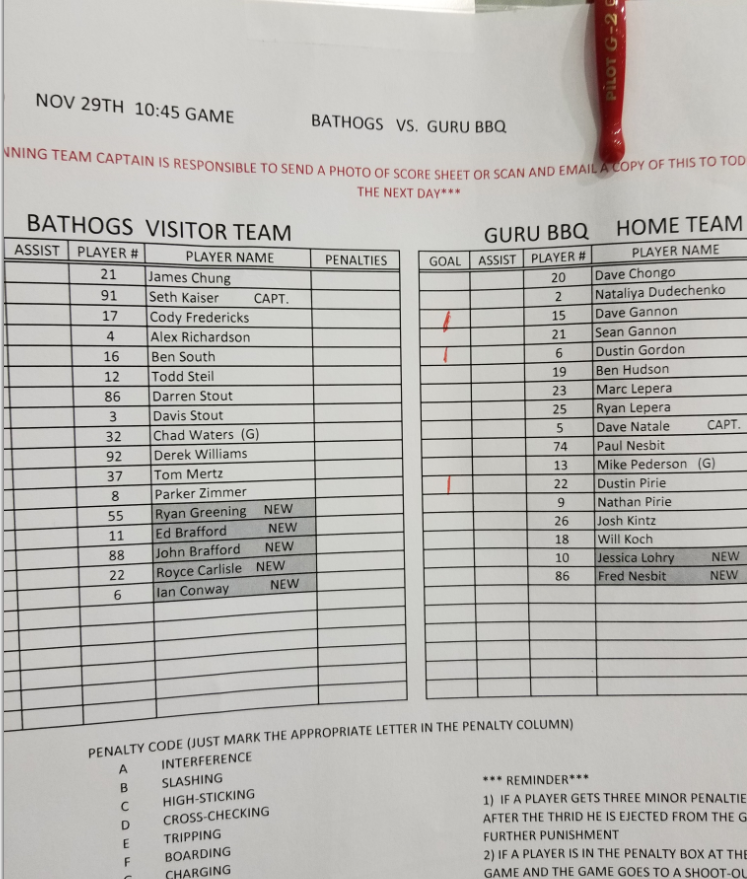 PILOT G-2
NOV 29TH 10:45 GAME
BATHOGS VS. GURU BBQ
NNING TEAM CAPTAIN IS RESPONSIBLE TO SEND A PHOTO OF SCORE SHEET OR SCAN AND EMAIL A COPY OF THIS TO TOD
THE NEXT DAY***
BATHOGS VISITOR TEAM
ASSIST PLAYER # PLAYER NAME PENALTIES
21 James Chung
91 Seth Kaiser CAPT.
17 Cody Fredericks
4 Alex Richardson
16 Ben South
12 Todd Steil
86 Darren Stout
3 Davis Stout
32 Chad Waters (G)
92 Derek Williams
37 Tom Mertz
8 Parker Zimmer
55 Ryan Greening NEW
11 Ed Brafford NEW
88 John Brafford NEW
22 Royce Carlisle NEW
6 Ian Conway NEW
GURU BBQ HOME TEAM
GOAL ASSIST PLAYER # PLAYER NAME
20 Dave Chongo
2 Nataliya Dudechenko
1 15 Dave Gannon
21 Sean Gannon
1 6 Dustin Gordon
19 Ben Hudson
23 Marc Lepera
25 Ryan Lepera
5 Dave Natale CAPT.
74 Paul Nesbit
13 Mike Pederson (G)
1 22 Dustin Pirie
9 Nathan Pirie
26 Josh Kintz
18 Will Koch
10 Jessica Lohry NEW
86 Fred Nesbit NEW
PENALTY CODE (JUST MARK THE APPROPRIATE LETTER IN THE PENALTY COLUMN)
A INTERFERENCE
B SLASHING
C HIGH-STICKING
D CROSS-CHECKING
E TRIPPING
F BOARDING
CHARGING
*** REMINDER***
1) IF A PLAYER GETS THREE MINOR PENALTIE
AFTER THE THRID HE IS EJECTED FROM THE G
FURTHER PUNISHMENT
2) IF A PLAYER IS IN THE PENALTY BOX AT THE
GAME AND THE GAME GOES TO A SHOOT-OU